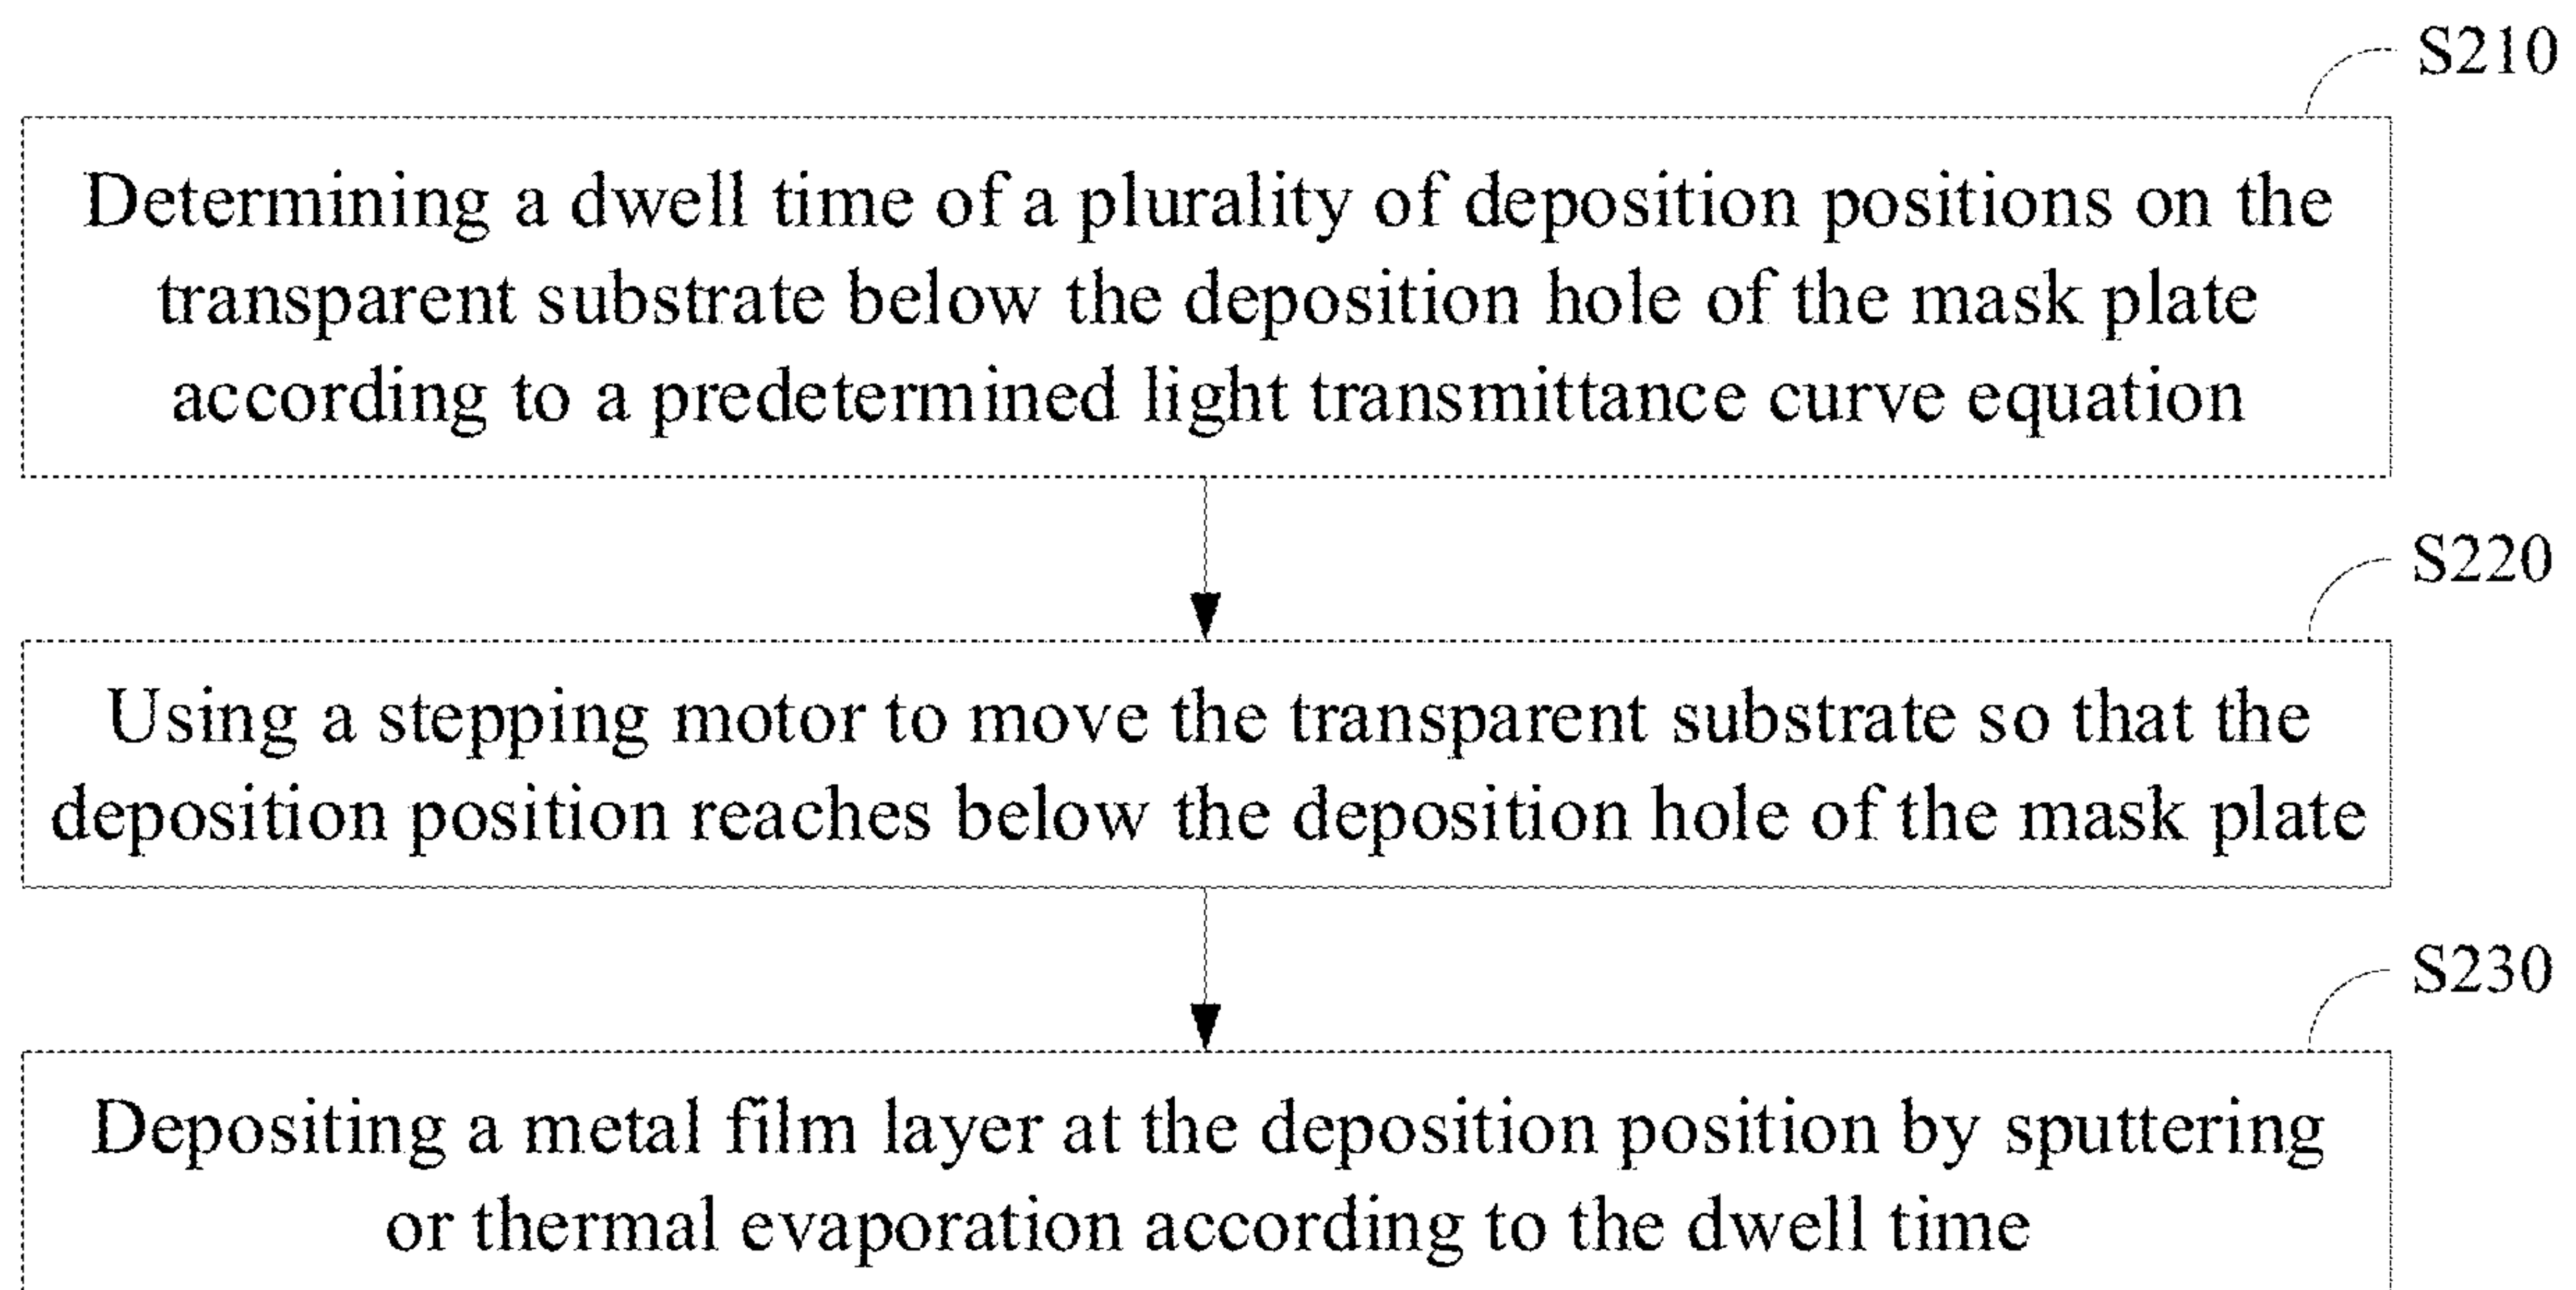 S210
Determining a dwell time of a plurality of deposition positions on the
transparent substrate below the deposition hole of the mask plate
according to a predetermined light transmittance curve equation
S220
Using a stepping motor to move the transparent substrate so that the
deposition position reaches below the deposition hole of the mask plate
S230
Depositing a metal film layer at the deposition position by sputtering
or thermal evaporation according to the dwell time